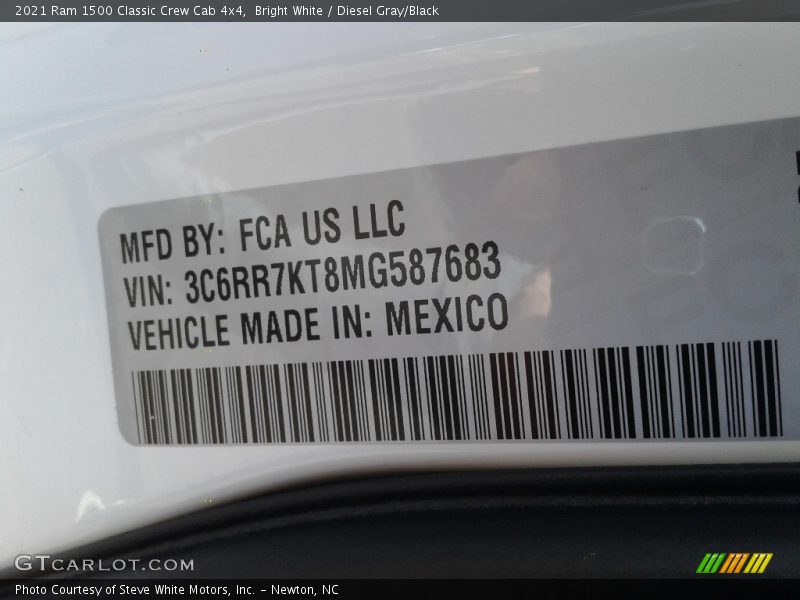 2021 Ram 1500 Classic Crew Cab 4x4,  Bright White / Diesel Gray/Black
MFD BY: FCA US LLC
VIN: 3C6RR7KT8MG587683
VEHICLE MADE IN: MEXICO
GTCARLOT.COM
Photo Courtesy of Steve White Motors, Inc. – Newton, NC